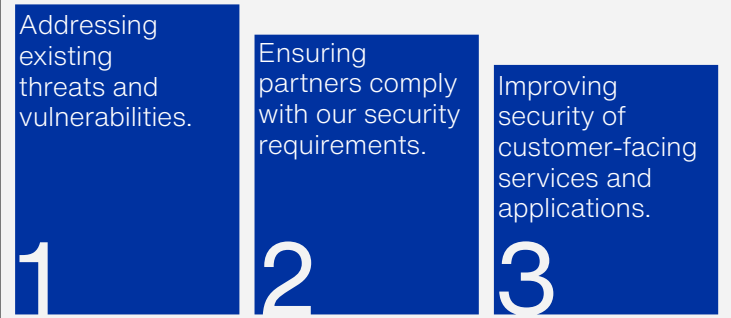 Addressing
existing
threats and
vulnerabilities.
1
Ensuring
partners comply
with our security
requirements.
2
Improving
security of
customer-facing
services and
applications.
3